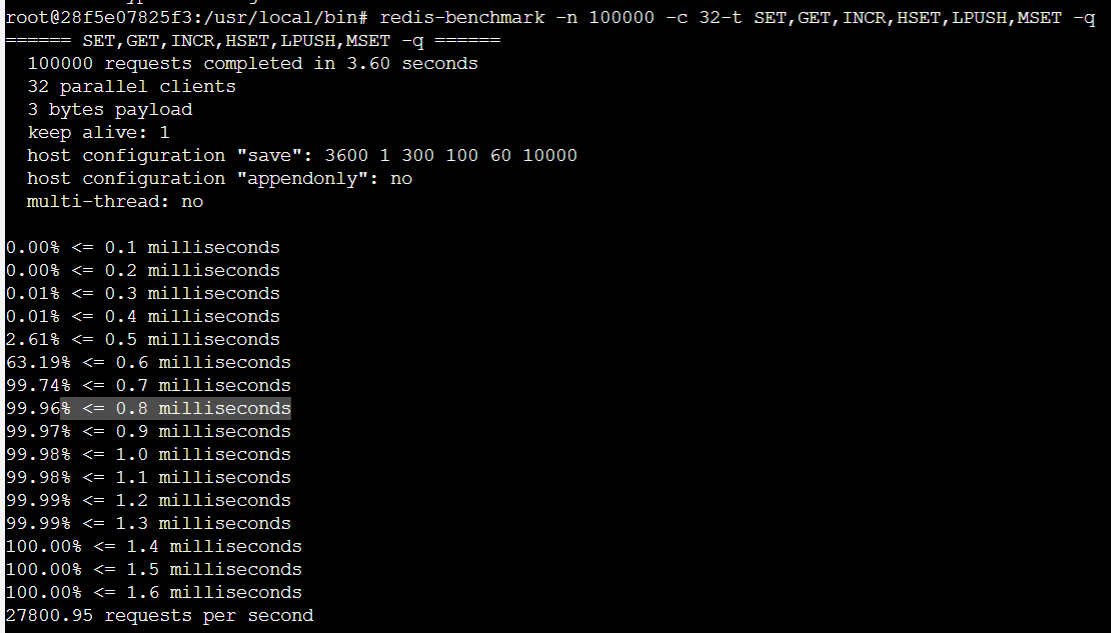 root@28f5e07825f3:/usr/local/bin# redis-benchmark -n 100000 -c 32-t SET,GET,INCR,HSET,LPUSH,MSET -q
====== SET,GET,INCR,HSET,LPUSH,MSET -q ======
100000 requests completed in 3.60 seconds
32 parallel clients
3 bytes payload
keep alive: 1
host configuration "save": 3600 1 300 100 60 10000
host configuration "appendonly": no
multi-thread: no
0.00% <= 0.1 milliseconds
0.00% <= 0.2 milliseconds
0.01% <= 0.3 milliseconds
0.01% <= 0.4 milliseconds
2.61% <= 0.5 milliseconds
63.19% <= 0.6 milliseconds
99.74% <= 0.7 milliseconds
99.96% <= 0.8 milliseconds
99.97% <= 0.9 milliseconds
99.98% <= 1.0 milliseconds
99.98% <= 1.1 milliseconds
99.99% <= 1.2 milliseconds
99.99% <= 1.3 milliseconds
100.00% <= 1.4 milliseconds
100.00% <= 1.5 milliseconds
100.00% <= 1.6 milliseconds
27800.95 requests per second